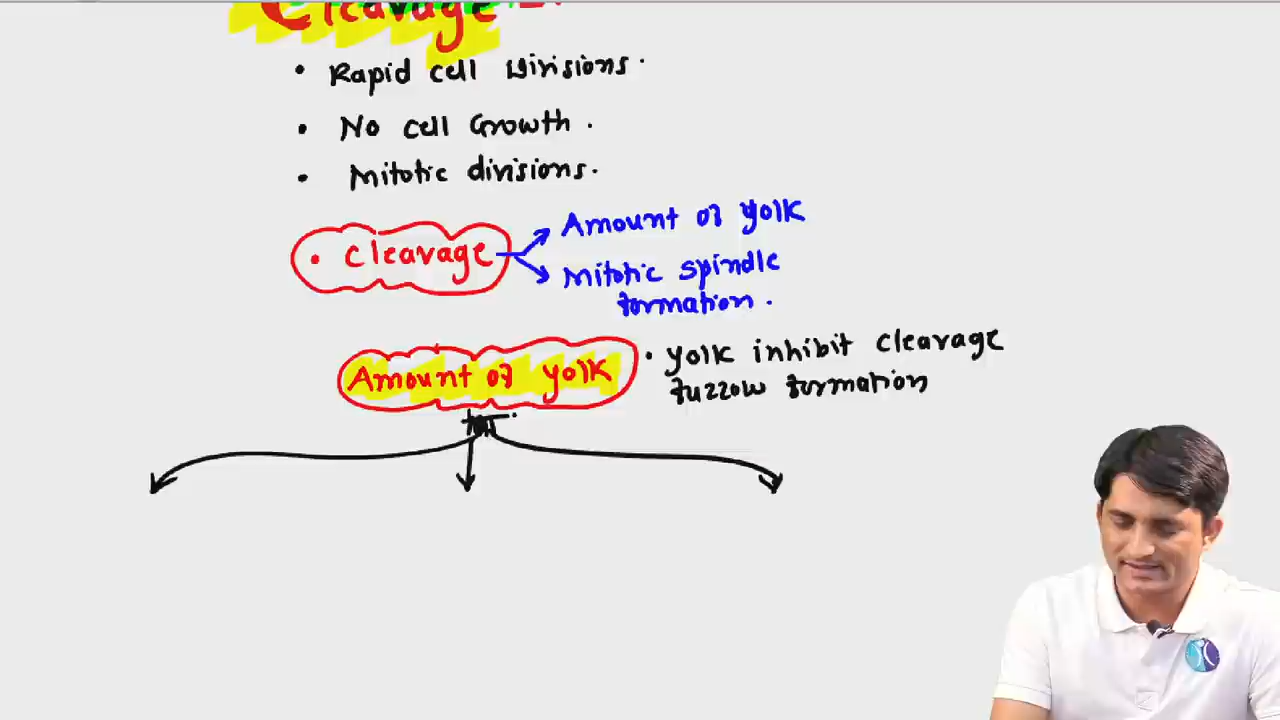 Cleavage
• Rapid cell Divisions.
• No cell Growth.
• Mitotic divisions.
• cleavage
Amount of yolk
Mitotic spindle
formation.
Amount of yolk
• yolk inhibit cleavage
furrow formation